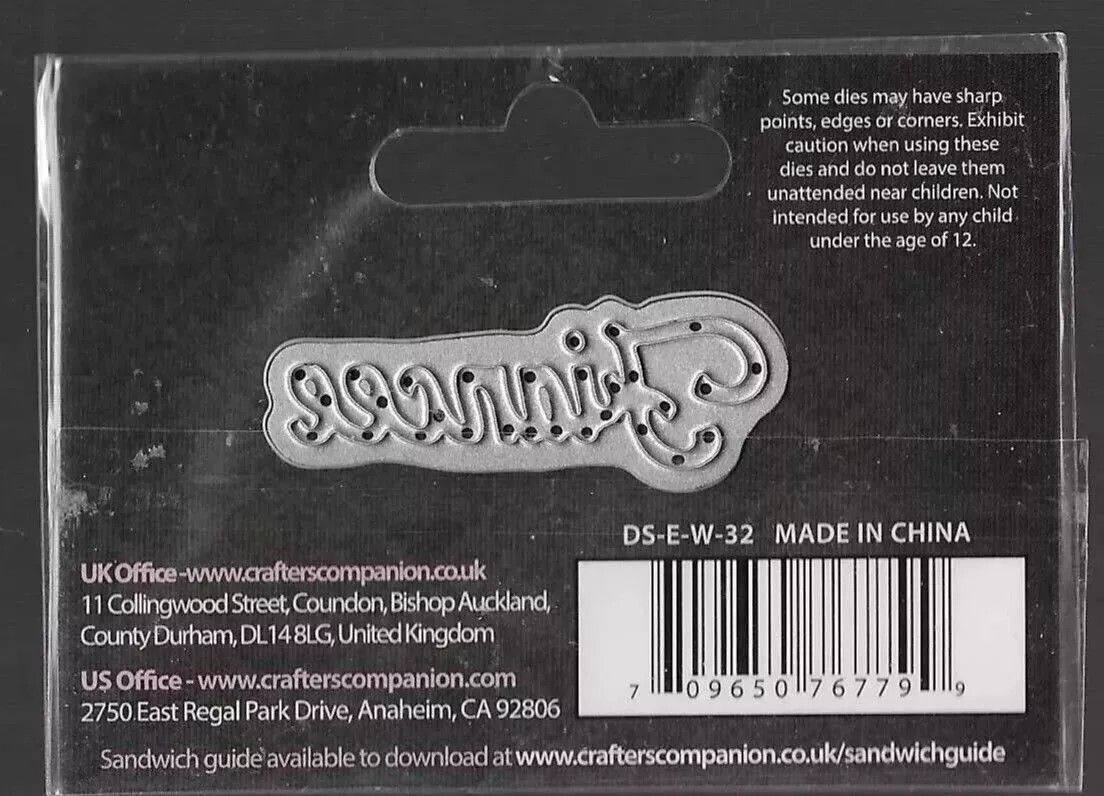 Some dies may have sharp
points, edges or corners. Exhibit
caution when using these
dies and do not leave them
unattended near children. Not
intended for use by any child
under the age of 12.
Fiancee
DS-E-W-32 MADE IN CHINA
UK Office - www.crafterscompanion.co.uk
11 Collingwood Street, Coundon, Bishop Auckland,
County Durham, DL14 8LG, United Kingdom
US Office - www.crafterscompanion.com
2750 East Regal Park Drive, Anaheim, CA 92806
7 09650 76779 9
Sandwich guide available to download at www.crafterscompanion.co.uk/sandwichguide